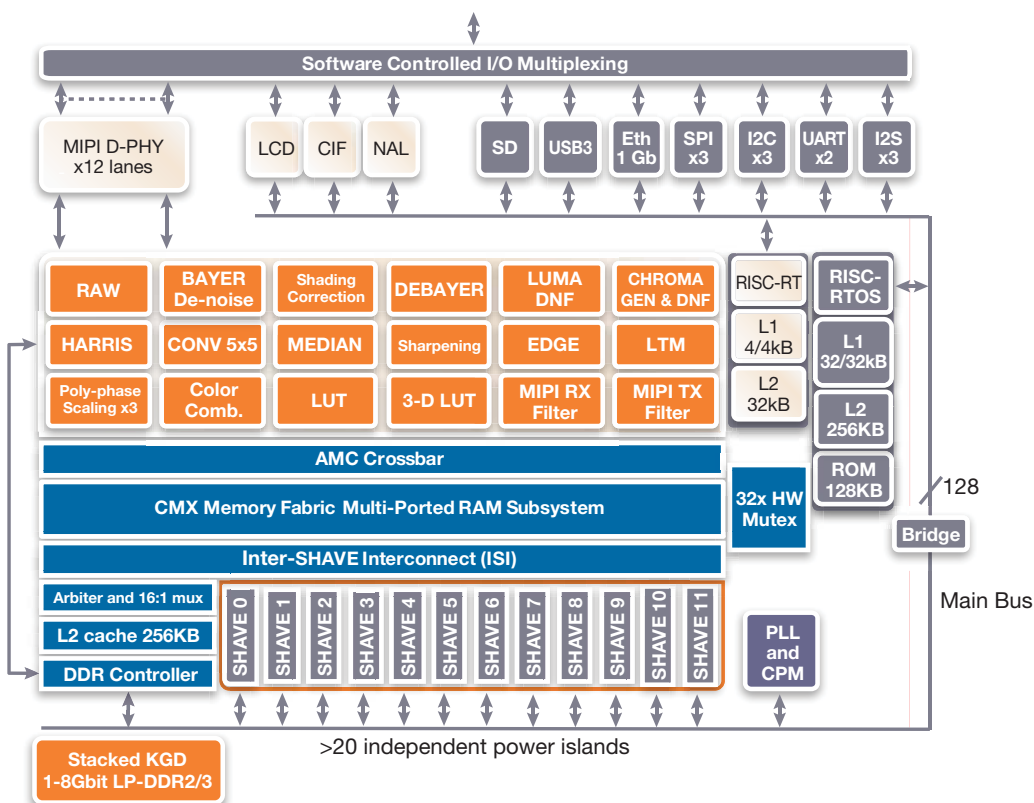 Software Controlled I/O Multiplexing
MIPI D-PHY
x12 lanes
LCD
CIF
NAL
SD
USB3
Eth
1 Gb
SPI
x3
I2C
x3
UART
x2
I2S
x3
RAW
BAYER
De-noise
Shading
Correction
DEBAYER
LUMA
DNF
CHROMA
GEN & DNF
HARRIS
CONV 5x5
MEDIAN
Sharpening
EDGE
LTM
Poly-phase
Scaling x3
Color
Comb.
LUT
3-D LUT
MIPI RX
Filter
MIPI TX
Filter
RISC-RT
L1
4/4kB
L2
32kB
RISC-
RTOS
L1
32/32kB
L2
256KB
ROM
128KB
AMC Crossbar
CMX Memory Fabric Multi-Ported RAM Subsystem
32x HW
Mutex
128
Bridge
Inter-SHAVE Interconnect (ISI)
Main Bus
Arbiter and 16:1 mux
L2 cache 256KB
DDR Controller
SHAVE 0
SHAVE 1
SHAVE 2
SHAVE 3
SHAVE 4
SHAVE 5
SHAVE 6
SHAVE 7
SHAVE 8
SHAVE 9
SHAVE 10
SHAVE 11
PLL
and
CPM
>20 independent power islands
Stacked KGD
1-8Gbit LP-DDR2/3